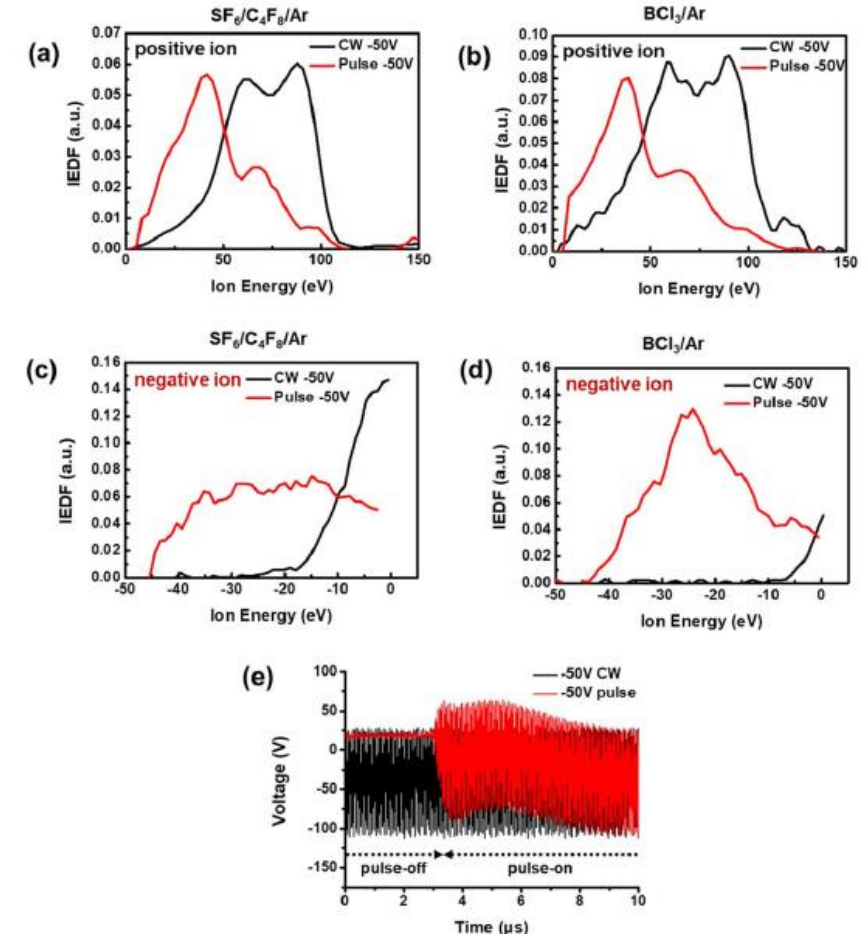 SF₆/C₄F₈/Ar
(a)
positive ion
CW -50V
Pulse -50V
IEDF (a.u.)
0.07
0.06
0.05
0.04
0.03
0.02
0.01
0.00
0 50 100 150
Ion Energy (eV)
BCl₃/Ar
(b)
positive ion
CW -50V
Pulse -50V
IEDF (a.u.)
0.10
0.09
0.08
0.07
0.06
0.05
0.04
0.03
0.02
0.01
0.00
0 50 100 150
Ion Energy (eV)
SF₆/C₄F₈/Ar
(c)
negative ion
CW -50V
Pulse -50V
IEDF (a.u.)
0.16
0.14
0.12
0.10
0.08
0.06
0.04
0.02
0.00
-50 -40 -30 -20 -10 0
Ion Energy (eV)
BCl₃/Ar
(d)
negative ion
CW -50V
Pulse -50V
IEDF (a.u.)
0.16
0.14
0.12
0.10
0.08
0.06
0.04
0.02
0.00
-50 -40 -30 -20 -10 0
Ion Energy (eV)
(e)
-50V CW
-50V pulse
Voltage (V)
100
50
0
-50
-100
-150
pulse-off pulse-on
0 2 4 6 8 10
Time (μs)